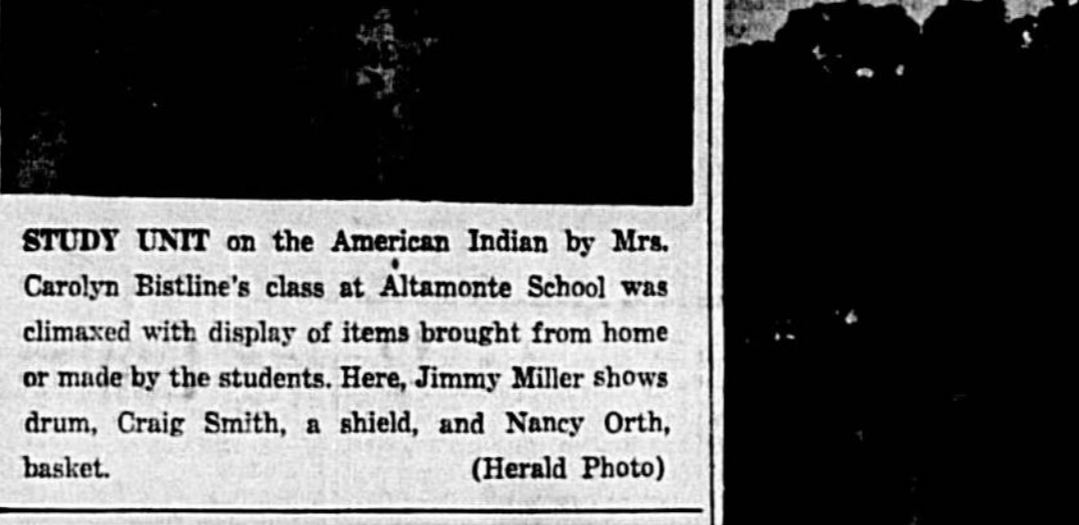 STUDY UNIT on the American Indian by Mrs.
Carolyn Bistline's class at Altamonte School was
climaxed with display of items brought from home
or made by the students. Here, Jimmy Miller shows
drum, Craig Smith, a shield, and Nancy Orth,
basket. (Herald Photo)